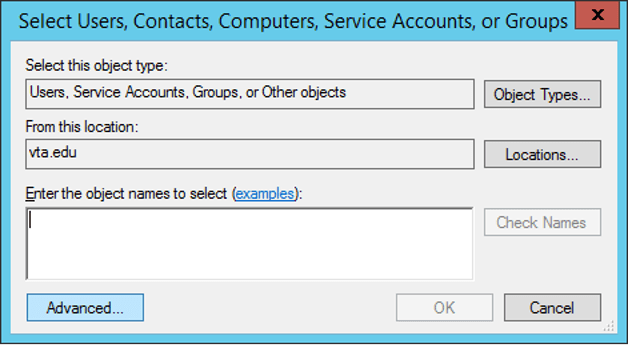 Select Users, Contacts, Computers, Service Accounts, or Groups
x
Select this object type:
Users, Service Accounts, Groups, or Other objects
Object Types...
From this location:
vta.edu
Locations...
Enter the object names to select (examples):
Check Names
Advanced...
OK
Cancel